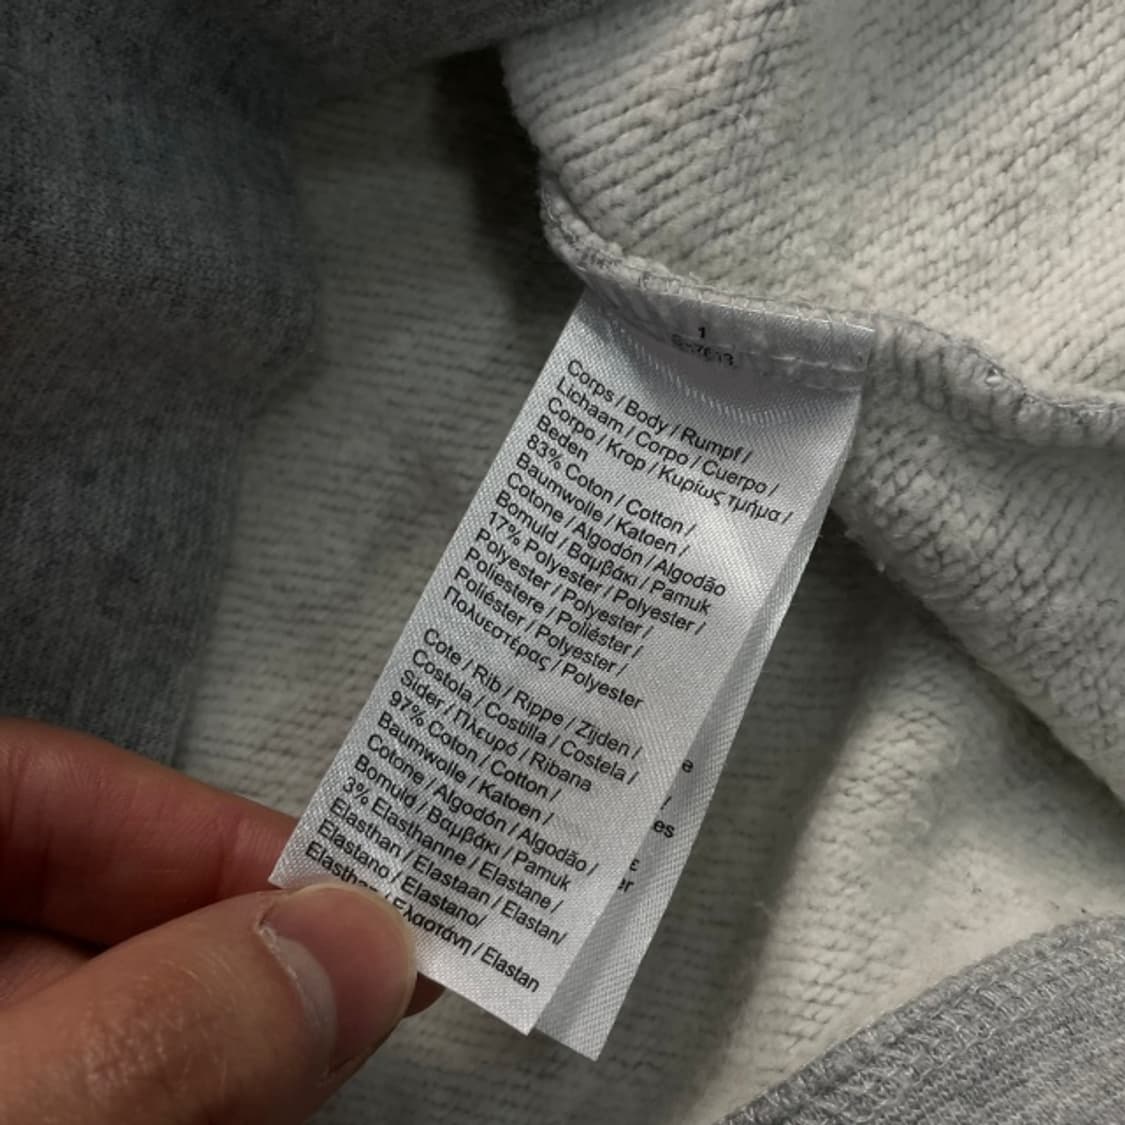 1
Corps / Body / Rumpf /
Lichaam / Corpo / Cuerpo /
Corpo / Krop / Κυρίως τμήμα /
Beden
83% Coton / Cotton /
Baumwolle / Katoen /
Cotone / Algodón / Algodão
Bomuld / Βαμβάκι / Pamuk
17% Polyester / Polyester /
Polyester / Polyester /
Poliestere / Poliéster /
Poliéster / Polyester /
Πολυεστέρας / Polyester
Cote / Rib / Rippe / Zijden /
Costola / Costilla / Costela /
Sider / Πλευρό / Ribana
97% Coton / Cotton /
Baumwolle / Katoen /
Cotone / Algodón / Algodão /
Bomuld / Βαμβάκι / Pamuk
3% Elasthanne / Elastane /
Elasthan / Elastaan / Elastan/
Elastano / Elastano/
Elasthan / Ελαστάνη / Elastan